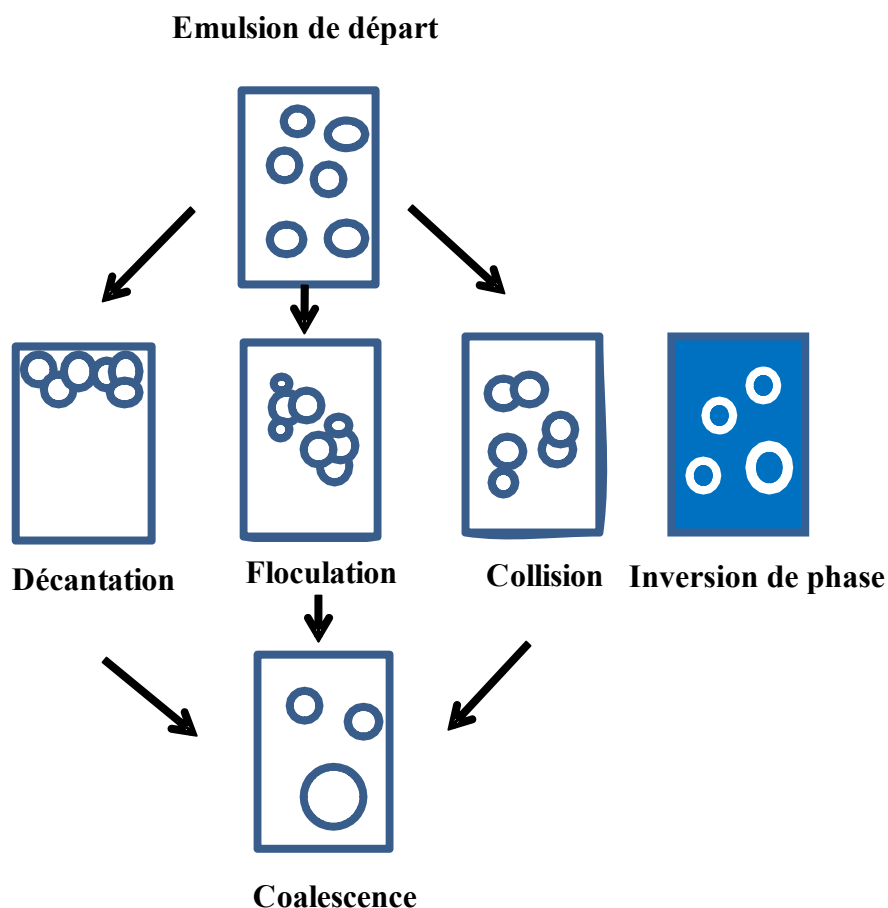 Emulsion de départ
Décantation
Floculation
Collision
Inversion de phase
Coalescence